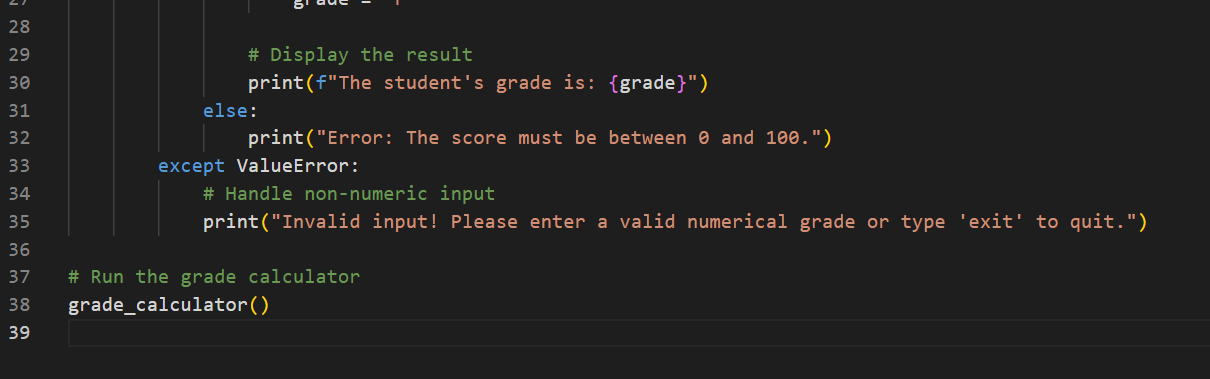 grade =
28
29 # Display the result
30 print(f"The student's grade is: {grade}")
31 else:
32 print("Error: The score must be between 0 and 100.")
33 except ValueError:
34 # Handle non-numeric input
35 print("Invalid input! Please enter a valid numerical grade or type 'exit' to quit.")
36
37 # Run the grade calculator
38 grade_calculator()
39